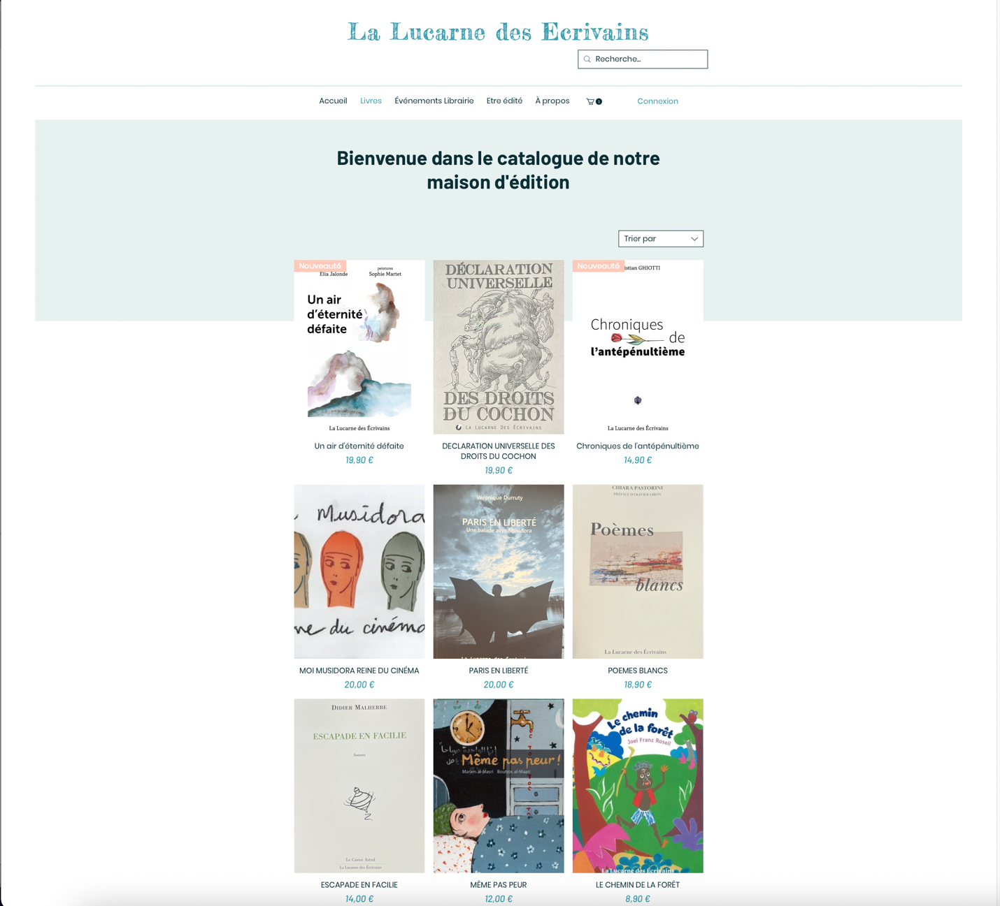 La Lucarne des Ecrivains
Recherche...
Accueil
Livres
Événements Librairie
Etre édité
À propos
1
Connexion
Bienvenue dans le catalogue de notre
maison d'édition
Trier par
Nouveauté
peintures
Elia Jalonde
Sophie Martet
Un air
d'éternité
défaite
La Lucarne des Écrivains
Un air d'éternité défaite
19,90 €
DÉCLARATION
UNIVERSELLE
DES DROITS
DU COCHON
LA LUCARNE DES ÉCRIVAINS
DECLARATION UNIVERSELLE DES
DROITS DU COCHON
19,90 €
Nouveauté
istian GHIOTTI
Chroniques
de
l'antépénultième
La Lucarne des Écrivains
Chroniques de l'antépénultième
14,90 €
Musidora
ne du cinéma
MOI MUSIDORA REINE DU CINÉMA
20,00 €
Véronique Durruty
PARIS EN LIBERTÉ
Une balade avec Musidora
La Lucarne des Écrivains
PARIS EN LIBERTÉ
20,00 €
CHIARA PASTORINI
PRÉFACE D'OLIVIER LIRON
Poèmes
blancs
La Lucarne des Écrivains
POEMES BLANCS
18,90 €
DIDIER MALHERBE
ESCAPADE EN FACILIE
Sonnets
Le Castor Astral
La Lucarne des Écrivains
ESCAPADE EN FACILIE
14,00 €
Même pas peur !
Maram al-Masri Boutros al-Maari
MÊME PAS PEUR
12,00 €
Le chemin
de la forêt
Joel Franz Rosell
La Lucarne des Écrivains
LE CHEMIN DE LA FORÊT
8,90 €